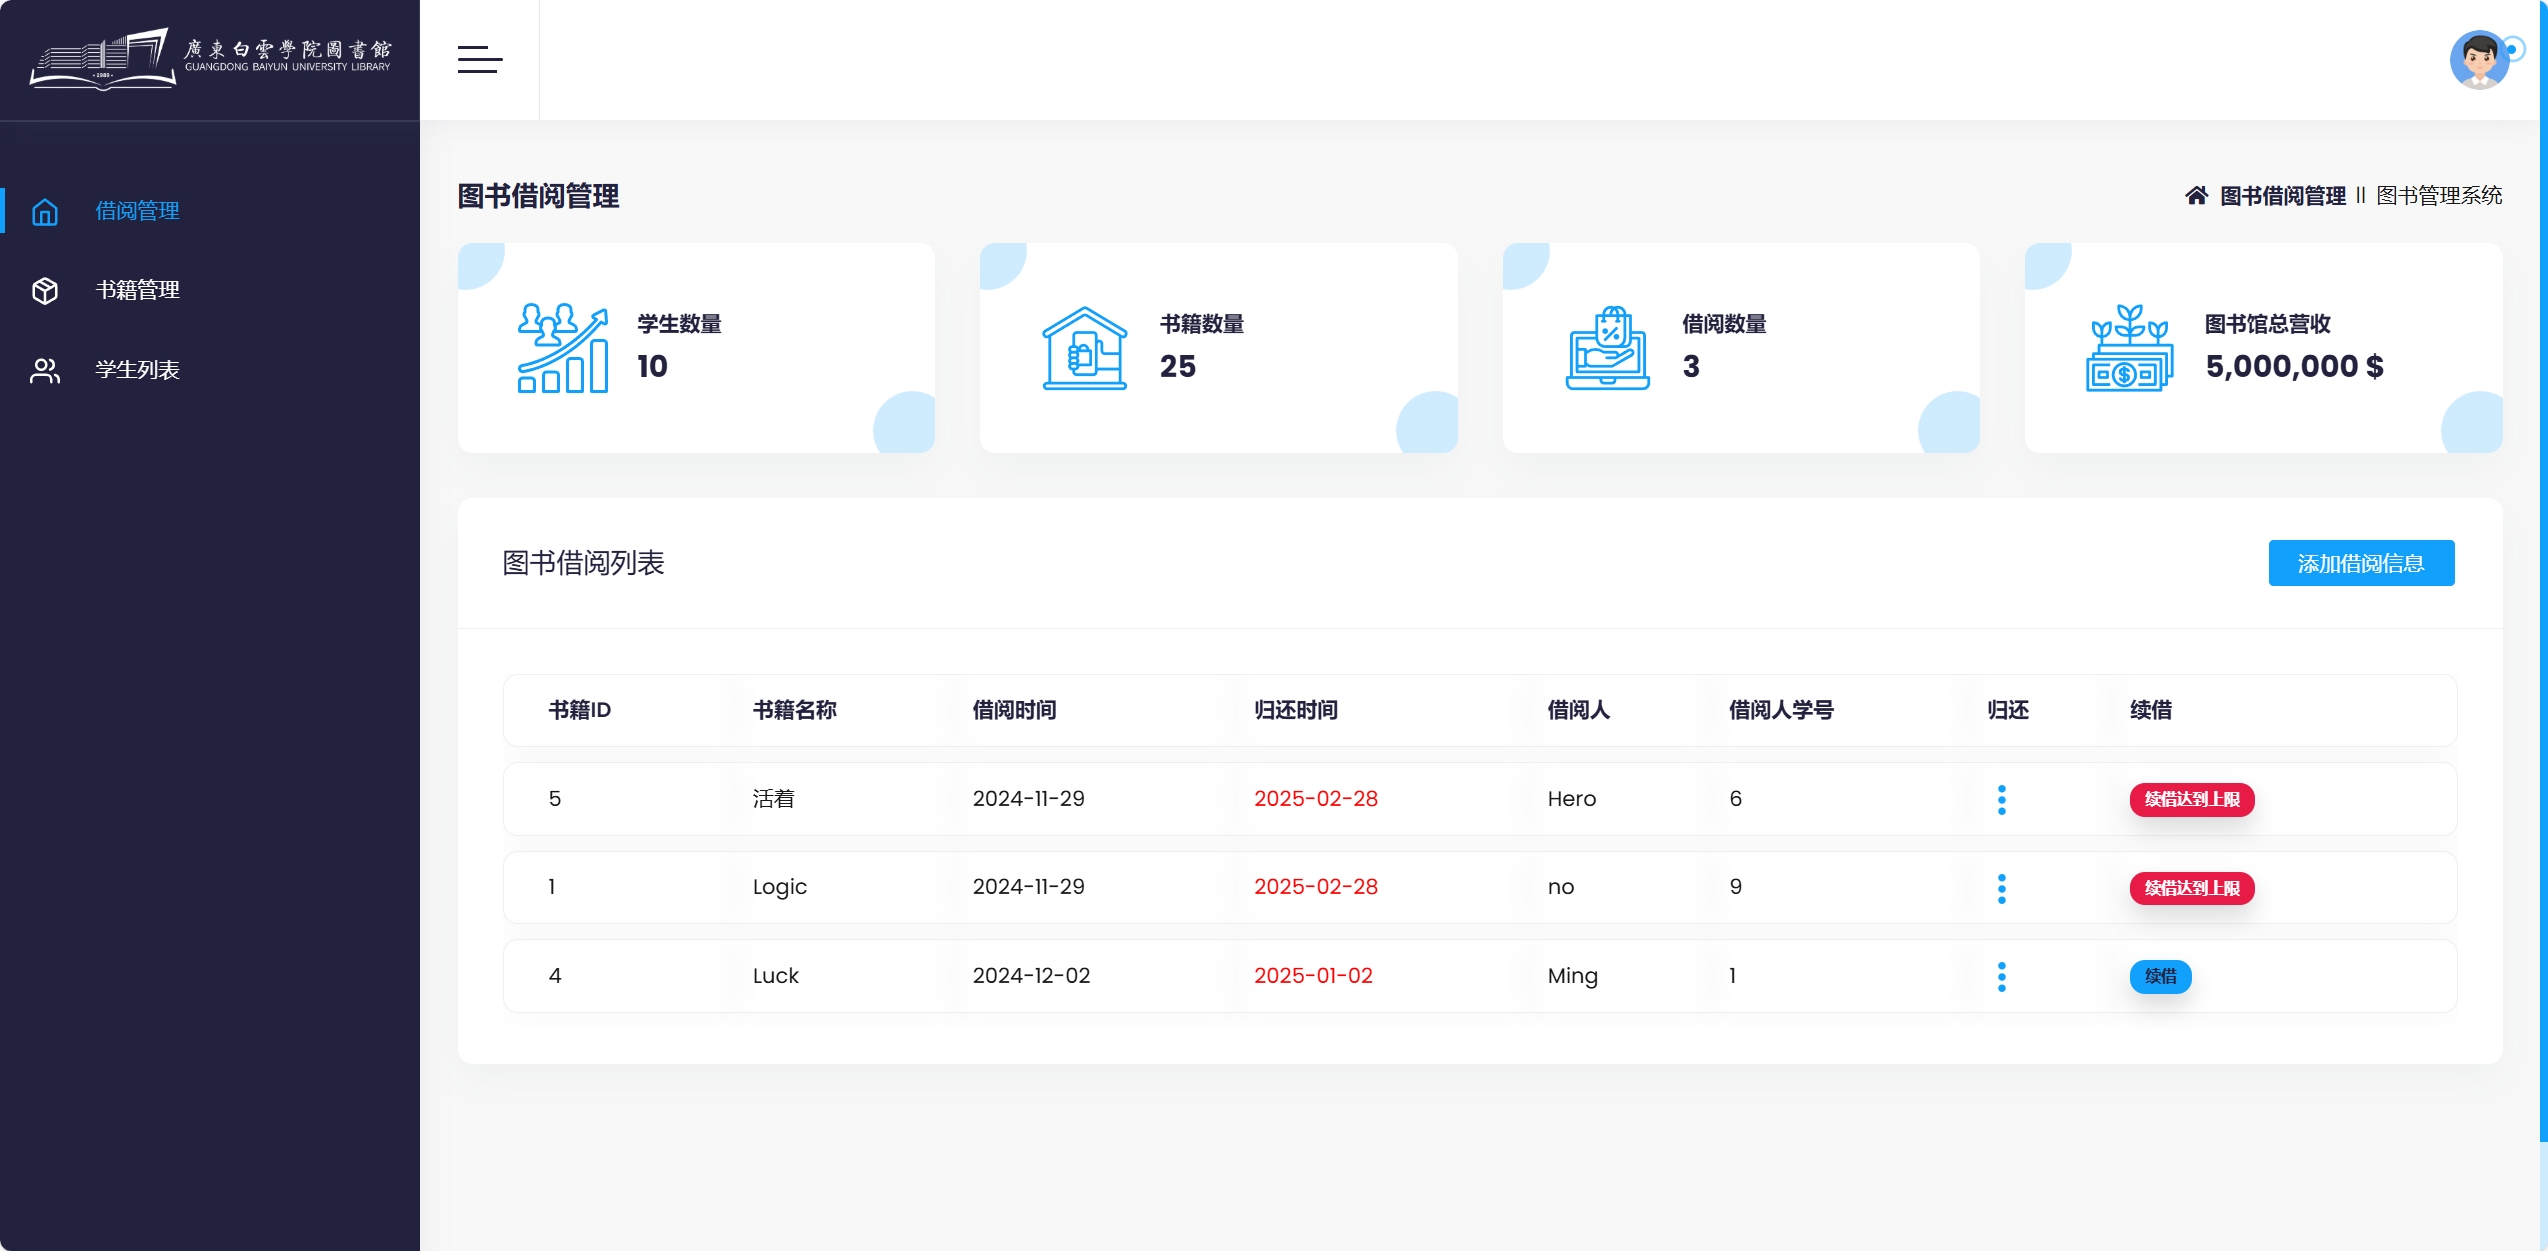 廣東白雲學院圖書館
GUANGDONG BAIYUN UNIVERSITY LIBRARY
•1989•
借阅管理
书籍管理
学生列表
图书借阅管理
图书借阅管理 || 图书管理系统
学生数量
10
书籍数量
25
借阅数量
3
图书馆总营收
5,000,000 $
图书借阅列表
添加借阅信息
书籍ID 书籍名称 借阅时间 归还时间 借阅人 借阅人学号 归还 续借
5 活着 2024-11-29 2025-02-28 Hero 6 续借达到上限
1 Logic 2024-11-29 2025-02-28 no 9 续借达到上限
4 Luck 2024-12-02 2025-01-02 Ming 1 续借